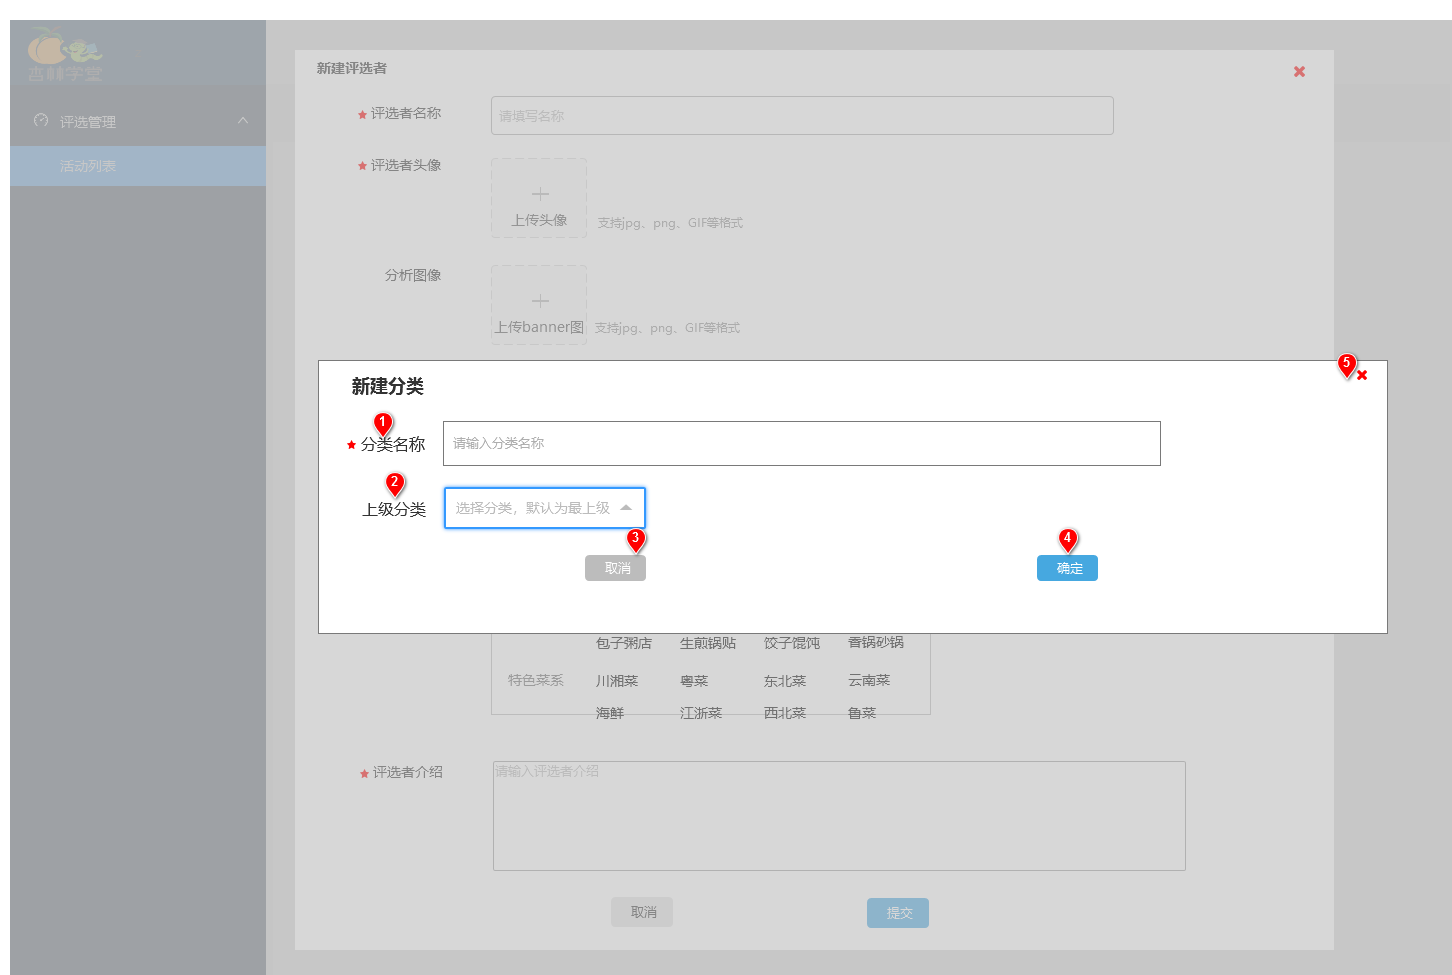 杏林学堂
评选管理
活动列表
新建评选者
评选者名称
请填写名称
评选者头像
上传头像
支持jpg、png、GIF等格式
分析图像
上传banner图
支持jpg、png、GIF等格式
5
新建分类
1
分类名称
请输入分类名称
2
上级分类
选择分类，默认为最上级
3
4
取消
确定
包子粥店 生煎锅贴 饺子馄饨 香锅砂锅
特色菜系 川湘菜 粤菜 东北菜 云南菜
海鲜 江浙菜 西北菜 鲁菜
评选者介绍
请输入评选者介绍
取消
提交